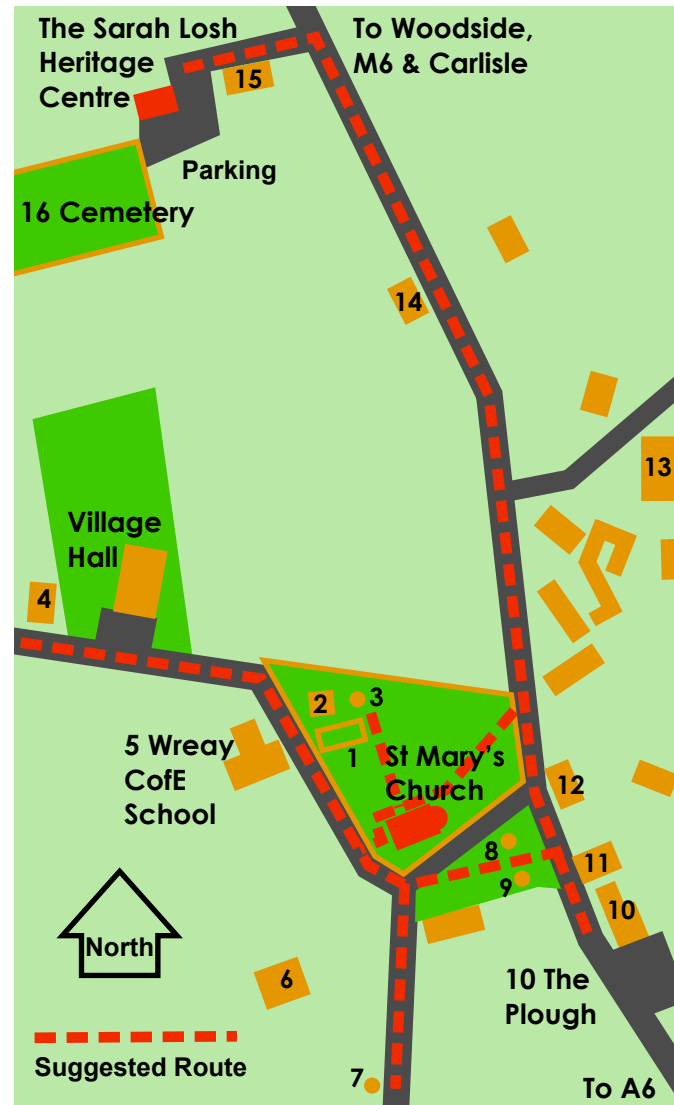 The Sarah Losh
Heritage
Centre
To Woodside,
M6 & Carlisle
15
Parking
16 Cemetery
14
13
Village
Hall
4
2
3
1
5 Wreay
CofE
School
St Mary's
Church
12
8
11
9
10
North
6
10 The
Plough
Suggested Route
7
To A6